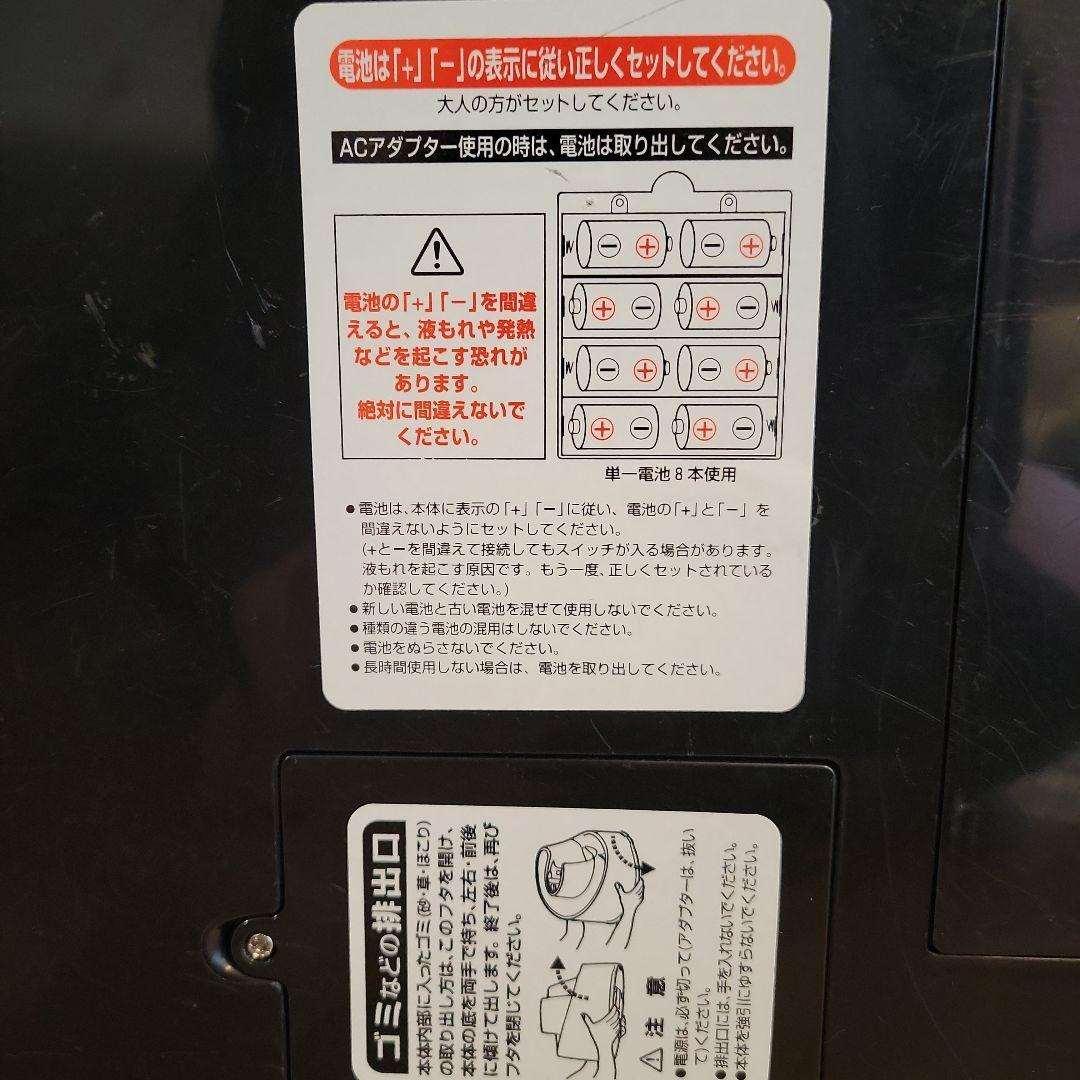 電池は「+」「−」の表示に従い正しくセットしてください。
大人の方がセットしてください。
ACアダプター使用の時は、電池は取り出してください。
電池の「+」「−」を間違
えると、液もれや発熱
などを起こす恐れが
あります。
絶対に間違えないで
ください。
− + − +
+ − + −
− + − +
+ − + −
単一電池8本使用
●電池は、本体に表示の「+」「ー」に従い、電池の「+」と「−」を
間違えないようにセットしてください。
(+とーを間違えて接続してもスイッチが入る場合があります。
液もれを起こす原因です。もう一度、正しくセットされている
か確認してください。)
●新しい電池と古い電池を混ぜて使用しないでください。
●種類の違う電池の混用はしないでください。
●電池をぬらさないでください。
●長時間使用しない場合は、電池を取り出してください。
ゴミなどの排出口
本体内部に入ったゴミ(砂・草・ほこり)
の取り出し方は、このフタを開け、
本体の底を両手で持ち、左右・前後
に傾けて出します。終了後は、再び
フタを閉じてください。
注意
●電源は、必ず切って(アダプターは、抜い
て)ください。
●排出口には、手を入れないでください。
●本体を強引にゆすらないでください。